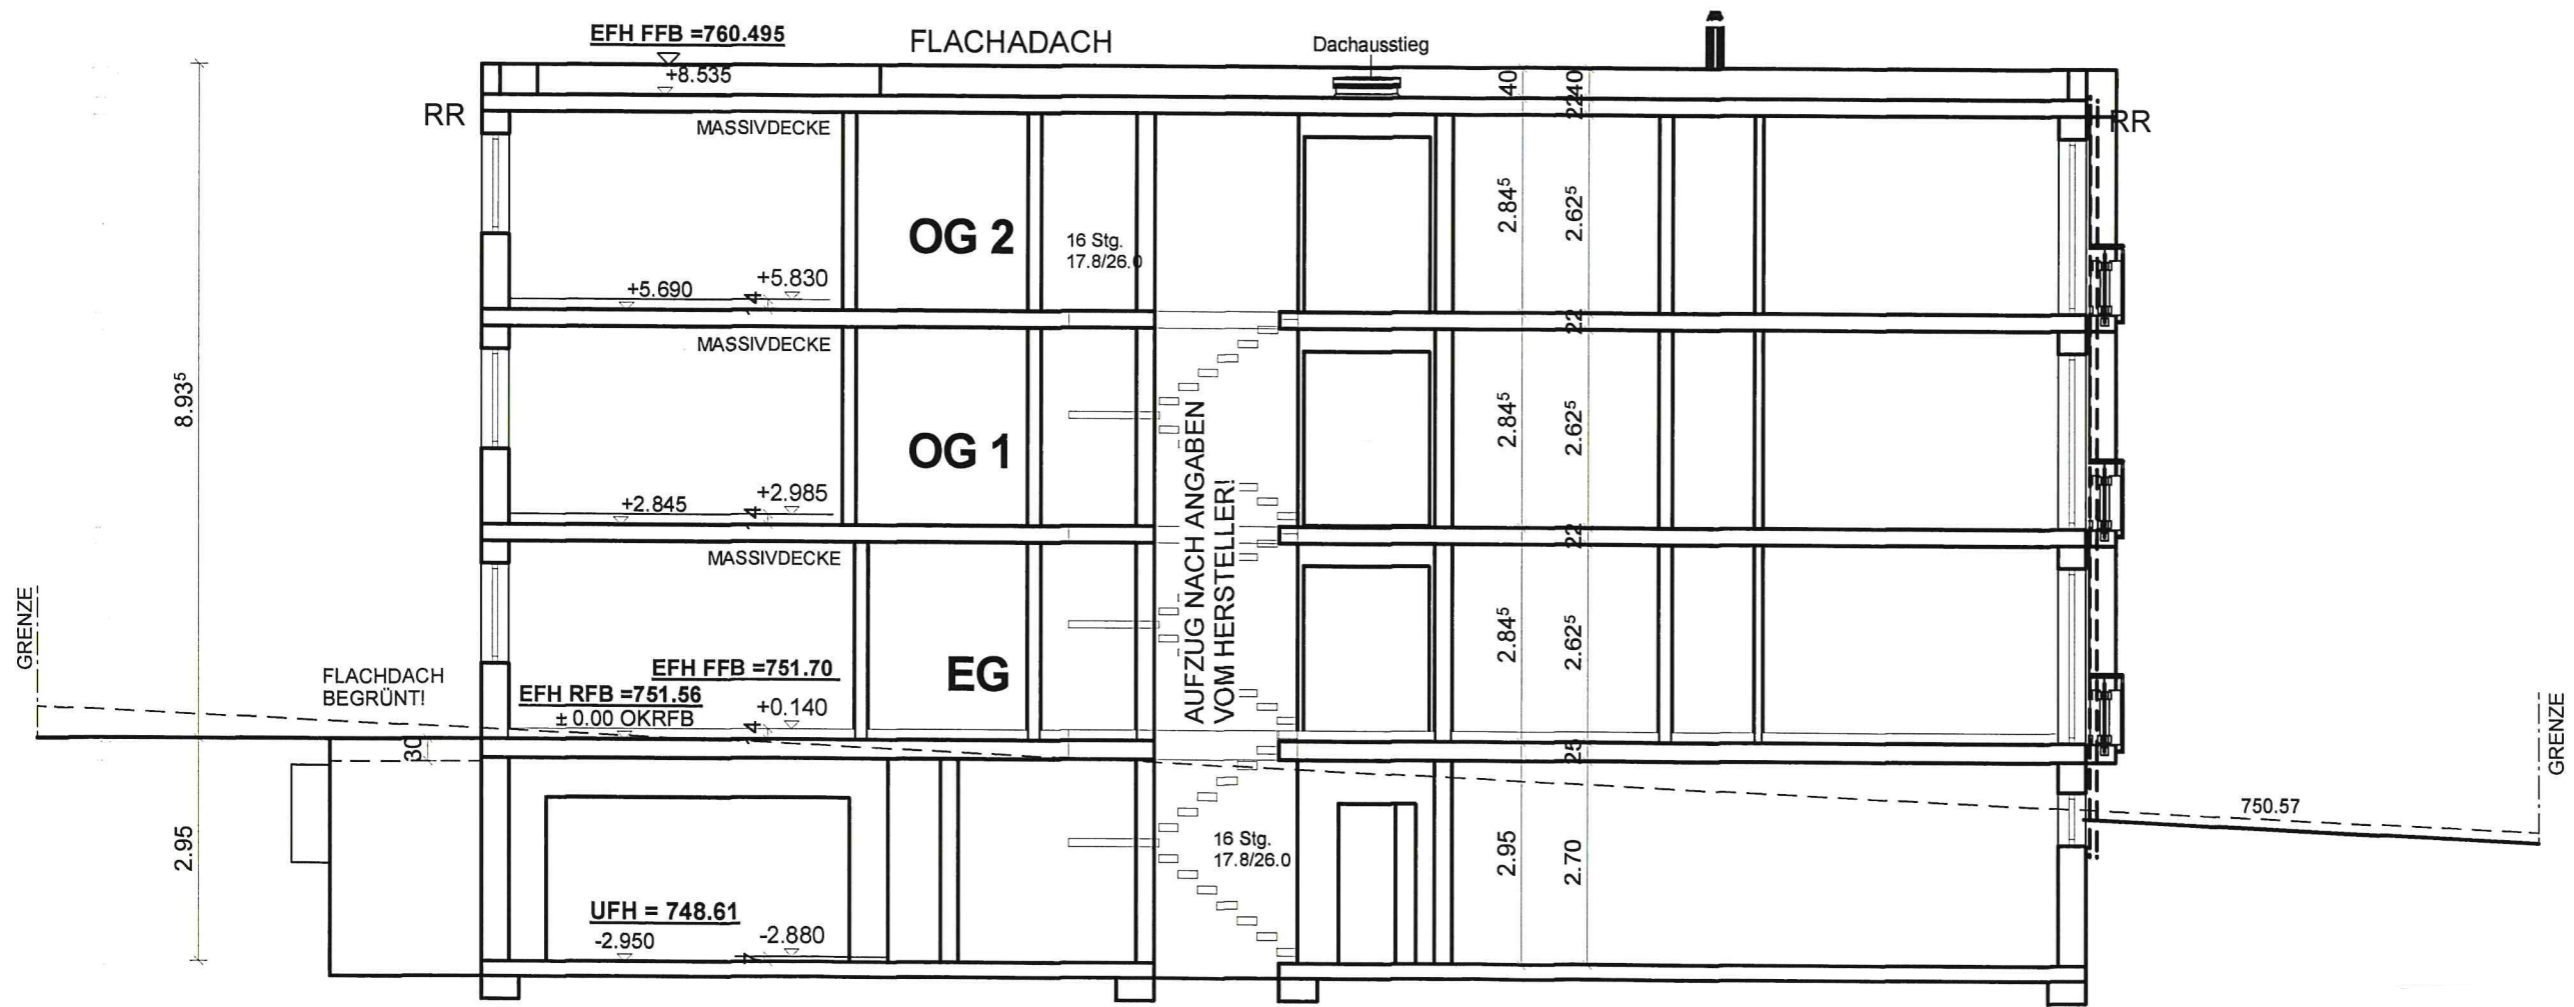 EFH FFB =760.495
FLACHADACH
Dachausstieg
+8.535
40
40
22
RR
RR
MASSIVDECKE
OG 2
16 Stg.
17.8/26.0
2.84⁵
2.62⁵
+5.830
+5.690
22
MASSIVDECKE
8.93⁵
OG 1
2.84⁵
2.62⁵
+2.985
+2.845
22
AUFZUG NACH ANGABEN
VOM HERSTELLER!
MASSIVDECKE
GRENZE
FLACHDACH
BEGRÜNT!
EFH FFB =751.70
EG
2.84⁵
2.62⁵
EFH RFB =751.56
± 0.00 OKRFB
+0.140
30
25
GRENZE
750.57
2.95
16 Stg.
17.8/26.0
2.95
2.70
UFH = 748.61
-2.950
-2.880
7